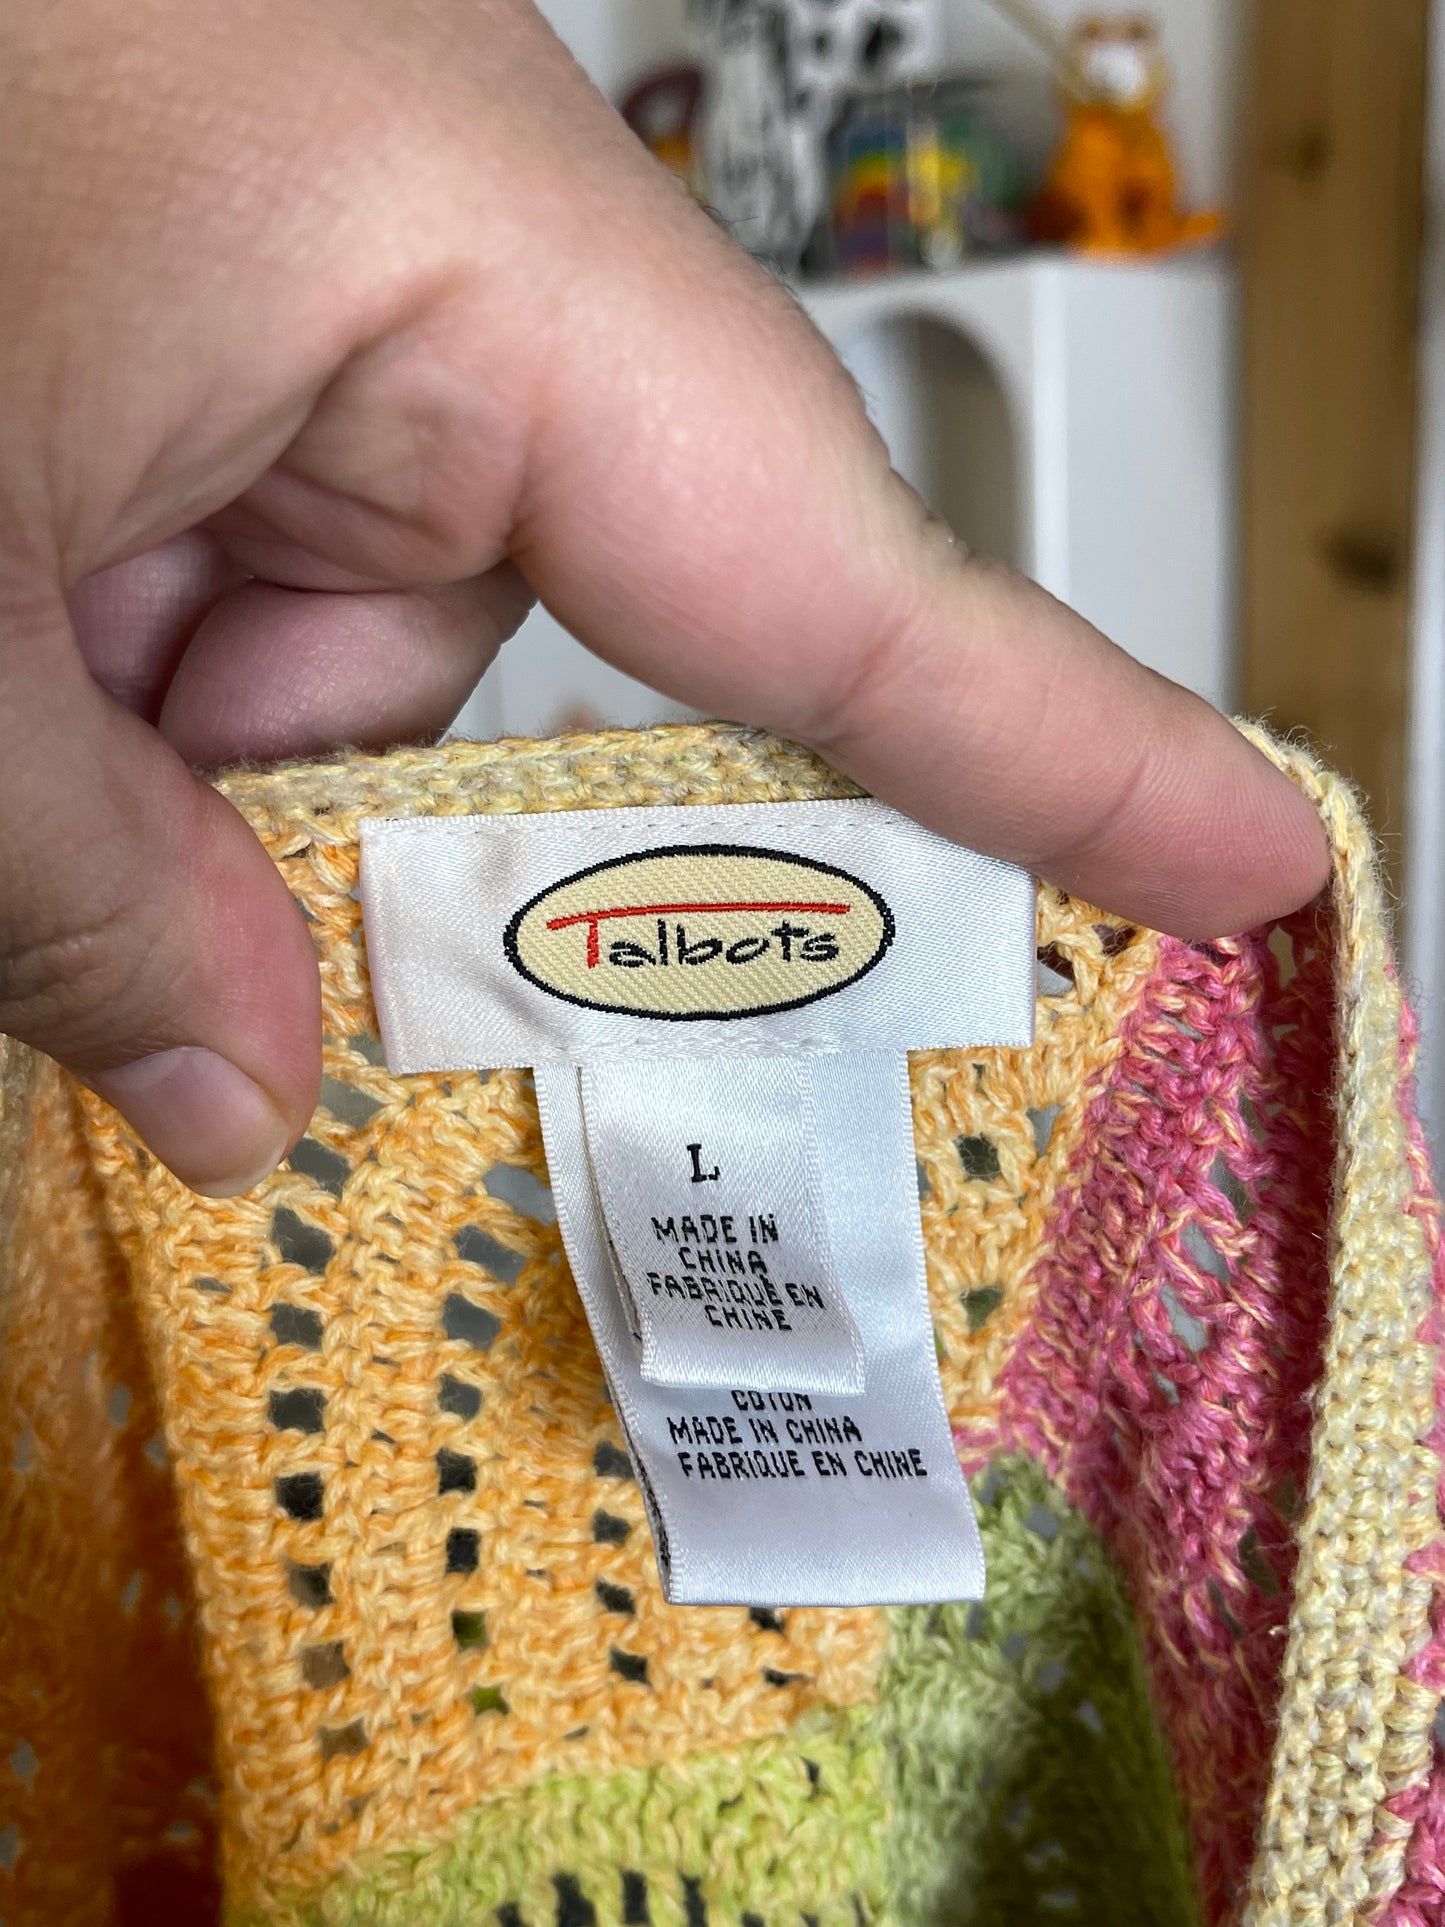 Talbots
L
MADE IN
CHINA
FABRIQUÉ EN
CHINE
COTON
MADE IN CHINA
FABRIQUÉ EN CHINE